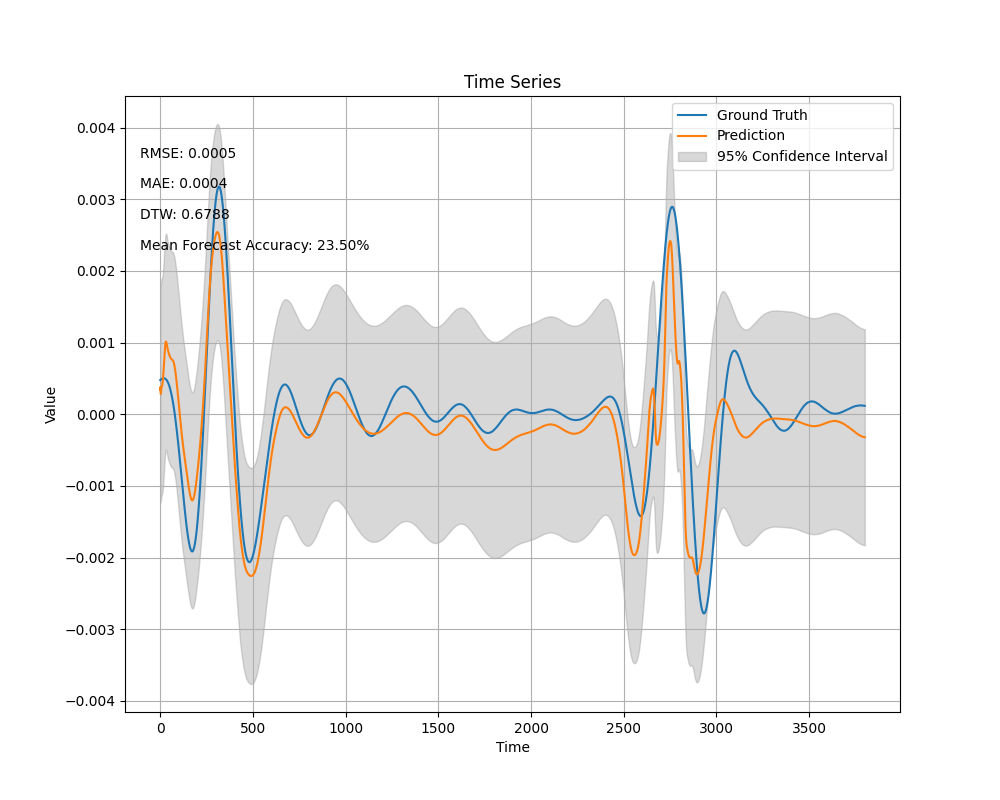 Time Series
Ground Truth
Prediction
95% Confidence Interval
RMSE: 0.0005
MAE: 0.0004
DTW: 0.6788
Mean Forecast Accuracy: 23.50%
Value
0.004
0.003
0.002
0.001
0.000
−0.001
−0.002
−0.003
−0.004
0 500 1000 1500 2000 2500 3000 3500
Time